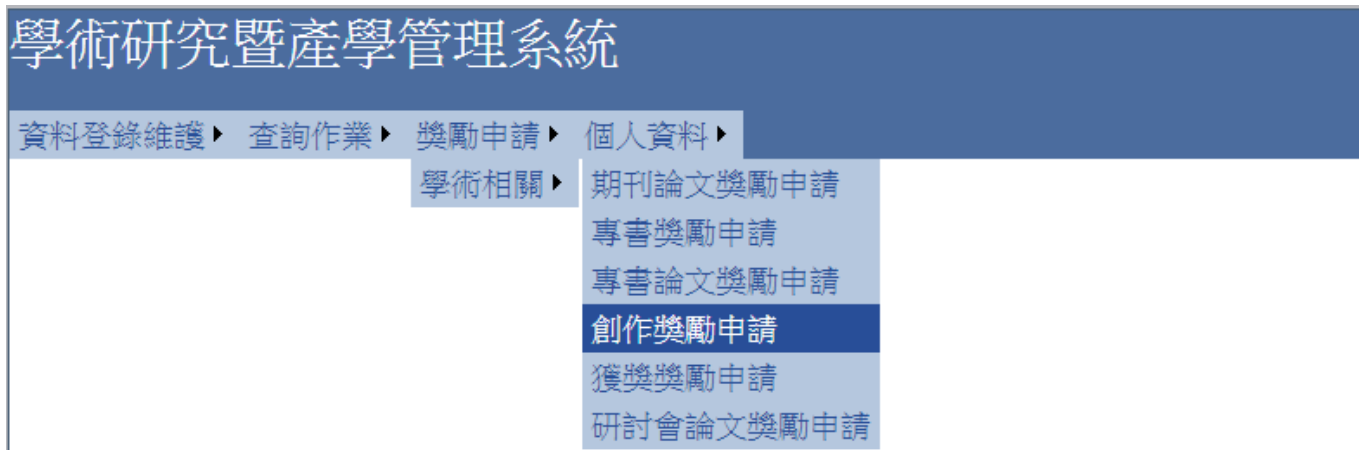 學術研究暨產學管理系統
資料登錄維護 查詢作業 獎勵申請 個人資料
學術相關 期刊論文獎勵申請
專書獎勵申請
專書論文獎勵申請
創作獎勵申請
獲獎獎勵申請
研討會論文獎勵申請